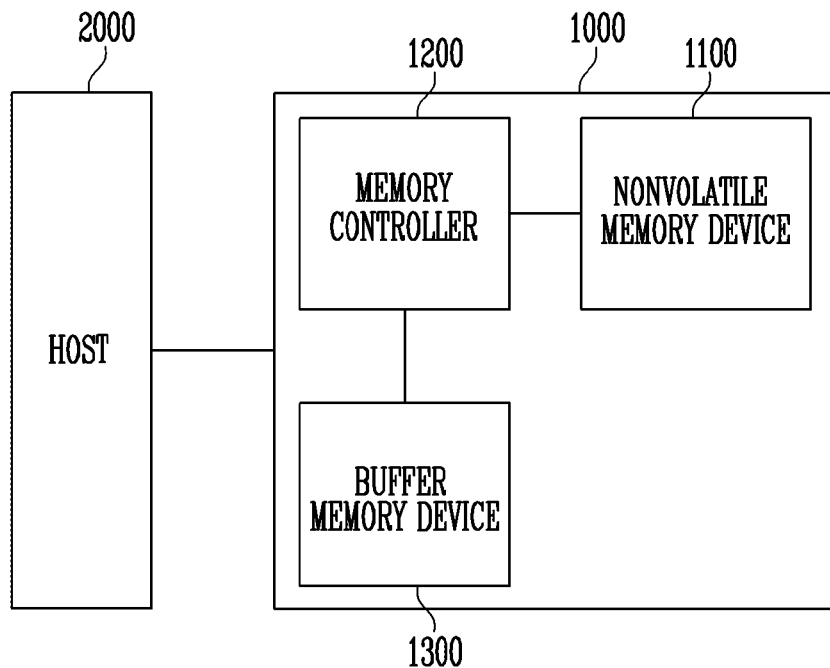 2000
1000
1200
1100
MEMORY
CONTROLLER
NONVOLATILE
MEMORY DEVICE
HOST
BUFFER
MEMORY DEVICE
1300